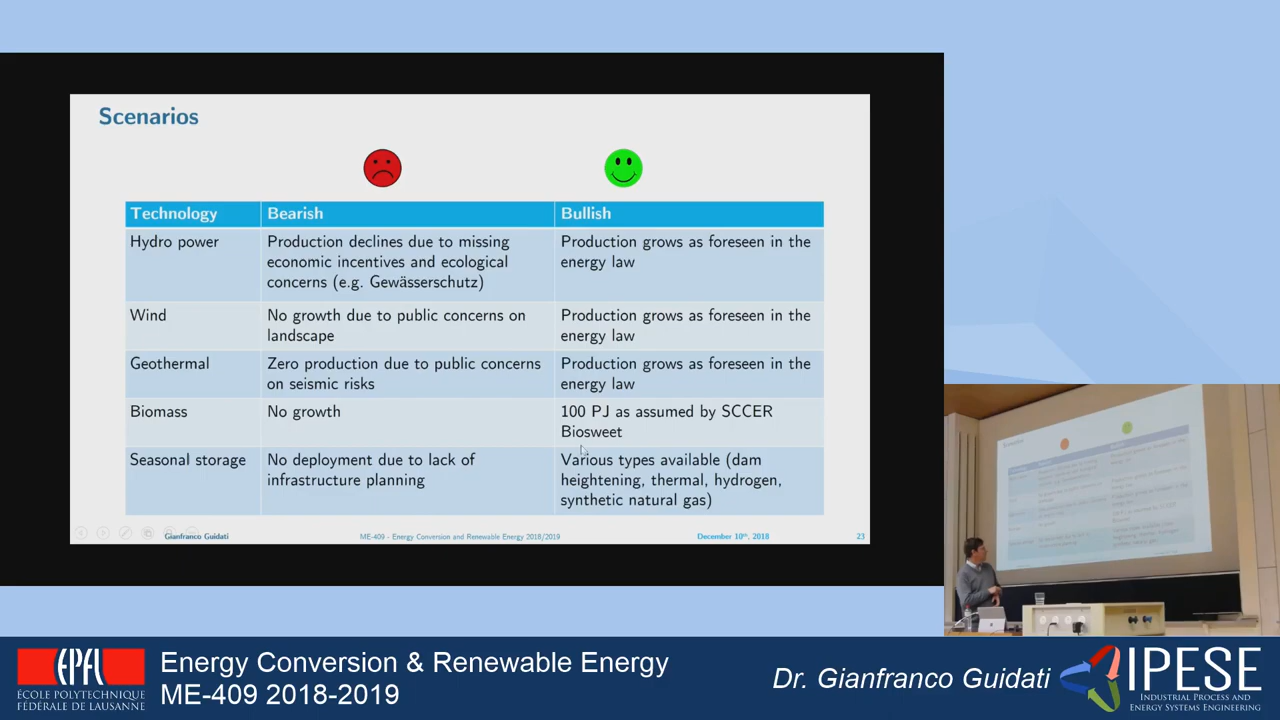 Scenarios
Technology Bearish Bullish
Hydro power Production declines due to missing economic incentives and ecological concerns (e.g. Gewässerschutz) Production grows as foreseen in the energy law
Wind No growth due to public concerns on landscape Production grows as foreseen in the energy law
Geothermal Zero production due to public concerns on seismic risks Production grows as foreseen in the energy law
Biomass No growth 100 PJ as assumed by SCCER Biosweet
Seasonal storage No deployment due to lack of infrastructure planning Various types available (dam heightening, thermal, hydrogen, synthetic natural gas)
Gianfranco Guidati ME-409 - Energy Conversion and Renewable Energy 2018/2019 December 10th, 2018 23
EPFL
ÉCOLE POLYTECHNIQUE
FÉDÉRALE DE LAUSANNE
Energy Conversion & Renewable Energy
ME-409 2018-2019
Dr. Gianfranco Guidati
IPESE
INDUSTRIAL PROCESS AND
ENERGY SYSTEMS ENGINEERING